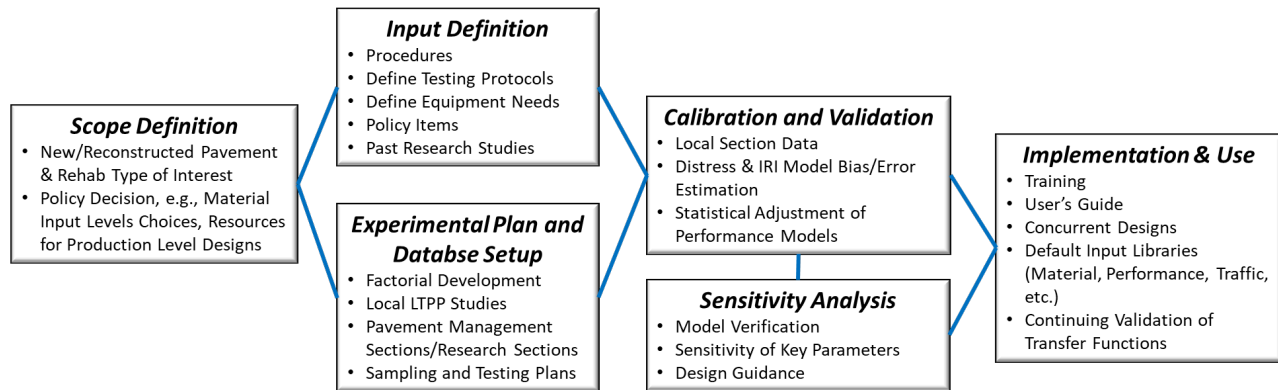 Scope Definition
• New/Reconstructed Pavement
& Rehab Type of Interest
• Policy Decision, e.g., Material
Input Levels Choices, Resources
for Production Level Designs
Input Definition
• Procedures
• Define Testing Protocols
• Define Equipment Needs
• Policy Items
• Past Research Studies
Experimental Plan and
Databse Setup
• Factorial Development
• Local LTPP Studies
• Pavement Management
Sections/Research Sections
• Sampling and Testing Plans
Calibration and Validation
• Local Section Data
• Distress & IRI Model Bias/Error
Estimation
• Statistical Adjustment of
Performance Models
Sensitivity Analysis
• Model Verification
• Sensitivity of Key Parameters
• Design Guidance
Implementation & Use
• Training
• User's Guide
• Concurrent Designs
• Default Input Libraries
(Material, Performance, Traffic,
etc.)
• Continuing Validation of
Transfer Functions